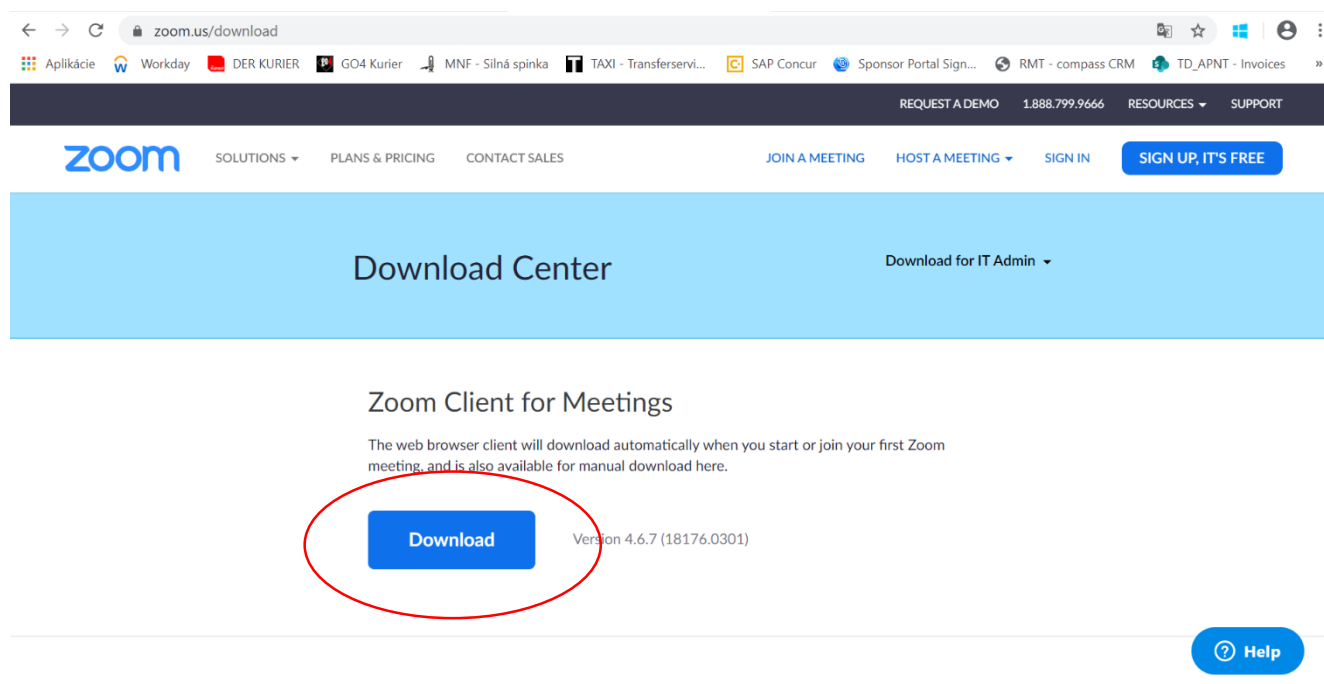 zoom.us/download
Aplikácie Workday DER KURIER GO4 Kurier MNF - Silná spinka TAXI - Transferservi... SAP Concur Sponsor Portal Sign... RMT - compass CRM TD_APNT - Invoices »
REQUEST A DEMO 1.888.799.9666 RESOURCES SUPPORT
zoom SOLUTIONS PLANS & PRICING CONTACT SALES JOIN A MEETING HOST A MEETING SIGN IN SIGN UP, IT'S FREE
Download Center Download for IT Admin
Zoom Client for Meetings
The web browser client will download automatically when you start or join your first Zoom
meeting, and is also available for manual download here.
Download Version 4.6.7 (18176.0301)
? Help